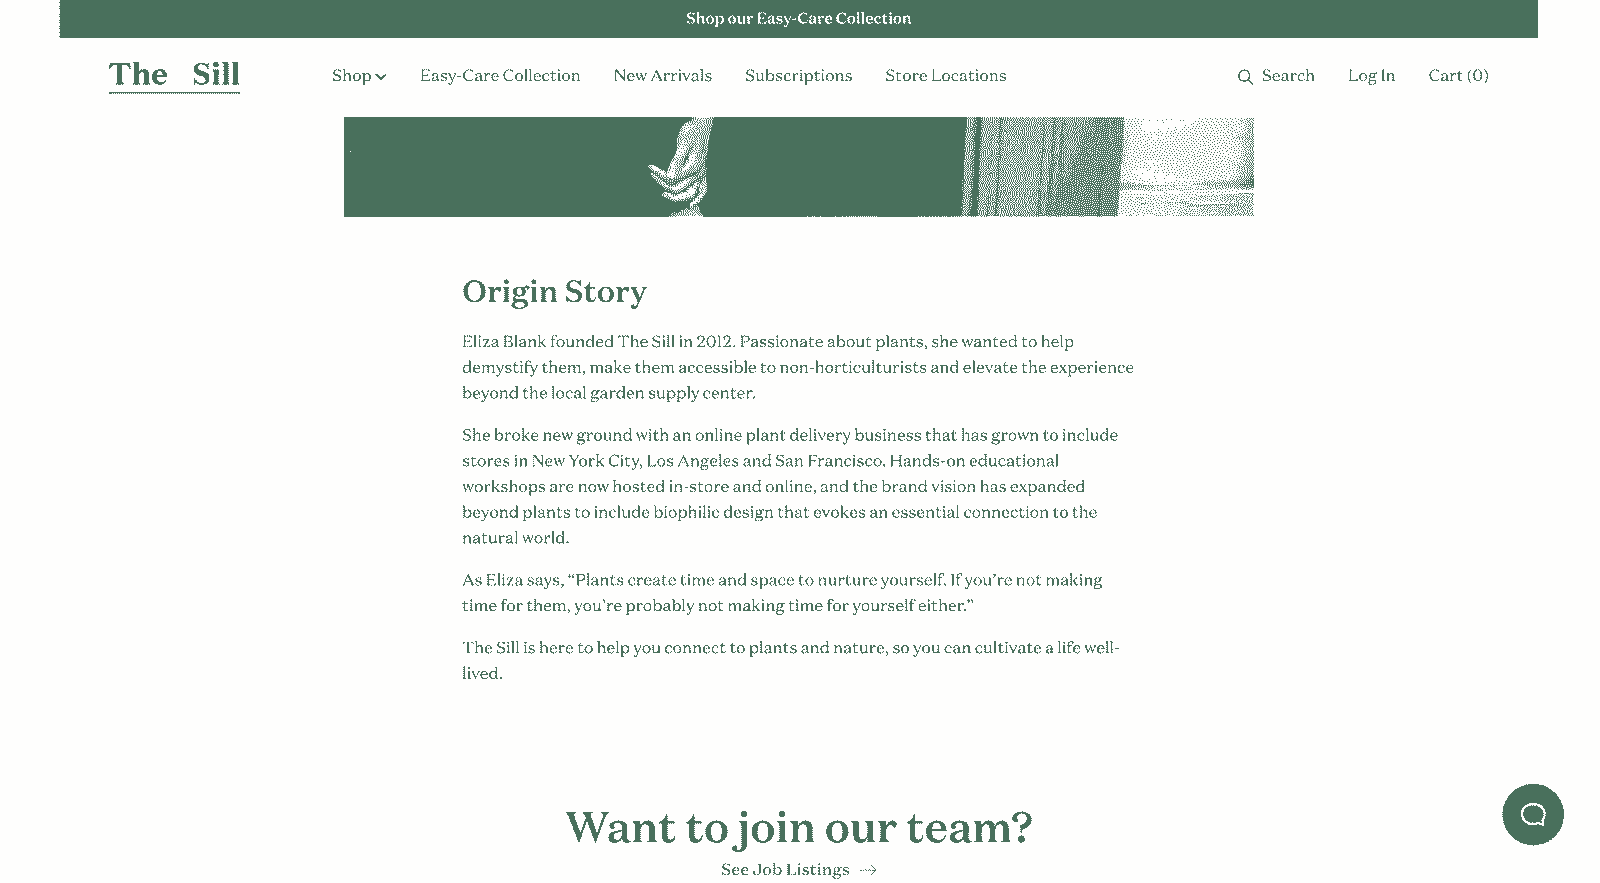 Shop our Easy-Care Collection
The Sill
Shop
Easy-Care Collection
New Arrivals
Subscriptions
Store Locations
Search
Log In
Cart (0)
Origin Story
Eliza Blank founded The Sill in 2012. Passionate about plants, she wanted to help
demystify them, make them accessible to non-horticulturists and elevate the experience
beyond the local garden supply center.
She broke new ground with an online plant delivery business that has grown to include
stores in New York City, Los Angeles and San Francisco. Hands-on educational
workshops are now hosted in-store and online, and the brand vision has expanded
beyond plants to include biophilic design that evokes an essential connection to the
natural world.
As Eliza says, “Plants create time and space to nurture yourself. If you’re not making
time for them, you’re probably not making time for yourself either.”
The Sill is here to help you connect to plants and nature, so you can cultivate a life well-
lived.
Want to join our team?
See Job Listings →